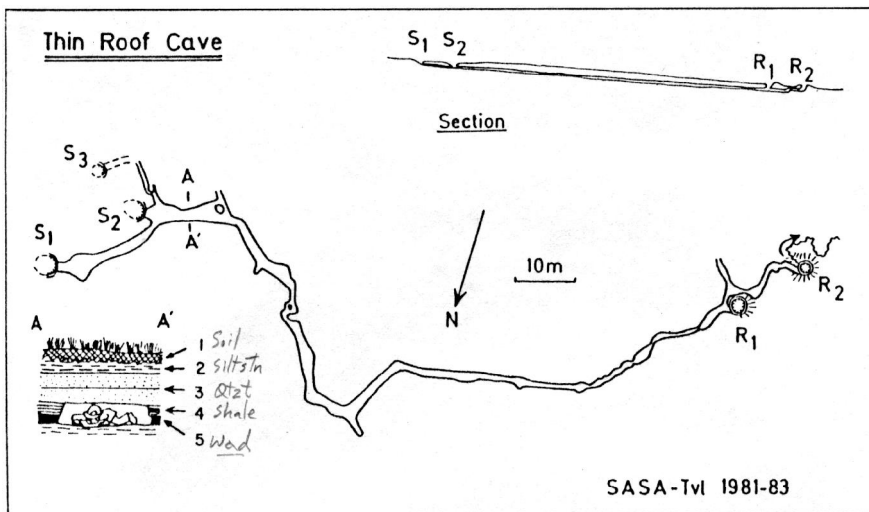 Thin Roof Cave
S1 S2
R1 R2
Section
S3
A
S2
A'
S1
10m
N
R2
R1
A A'
1 Soil
2 Siltstn
3 Qtzt
4 Shale
5 Wad
SASA-Tvl 1981-83